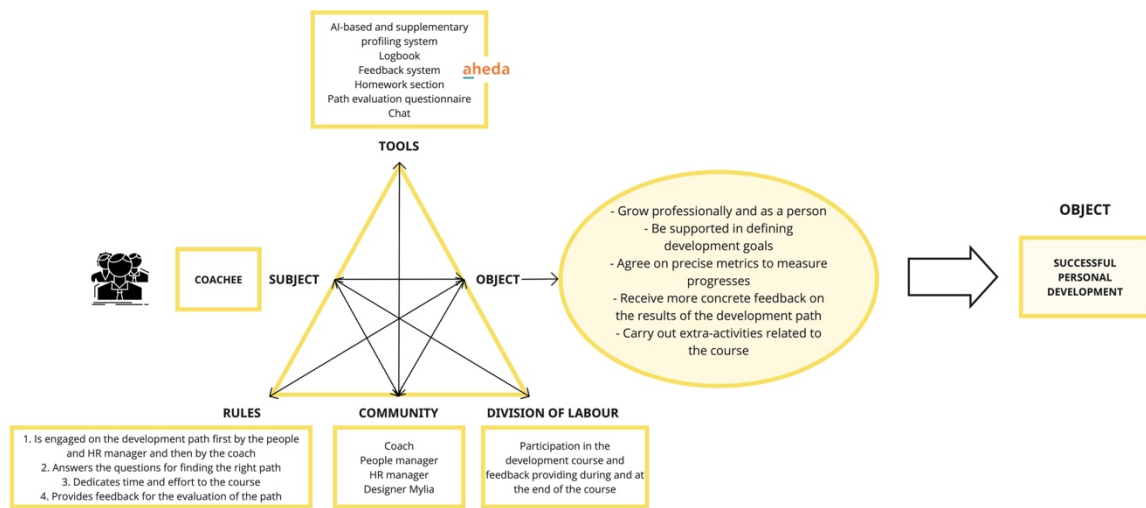 AI-based and supplementary
profiling system
Logbook
Feedback system
Homework section
Path evaluation questionnaire
Chat
aheda
TOOLS
COACHEE
SUBJECT
OBJECT
- Grow professionally and as a person
- Be supported in defining
development goals
- Agree on precise metrics to measure
progresses
- Receive more concrete feedback on
the results of the development path
- Carry out extra-activities related to
the course
OBJECT
SUCCESSFUL
PERSONAL
DEVELOPMENT
RULES
1. Is engaged on the development path first by the people
and HR manager and then by the coach
2. Answers the questions for finding the right path
3. Dedicates time and effort to the course
4. Provides feedback for the evaluation of the path
COMMUNITY
Coach
People manager
HR manager
Designer Mylia
DIVISION OF LABOUR
Participation in the
development course and
feedback providing during and at
the end of the course